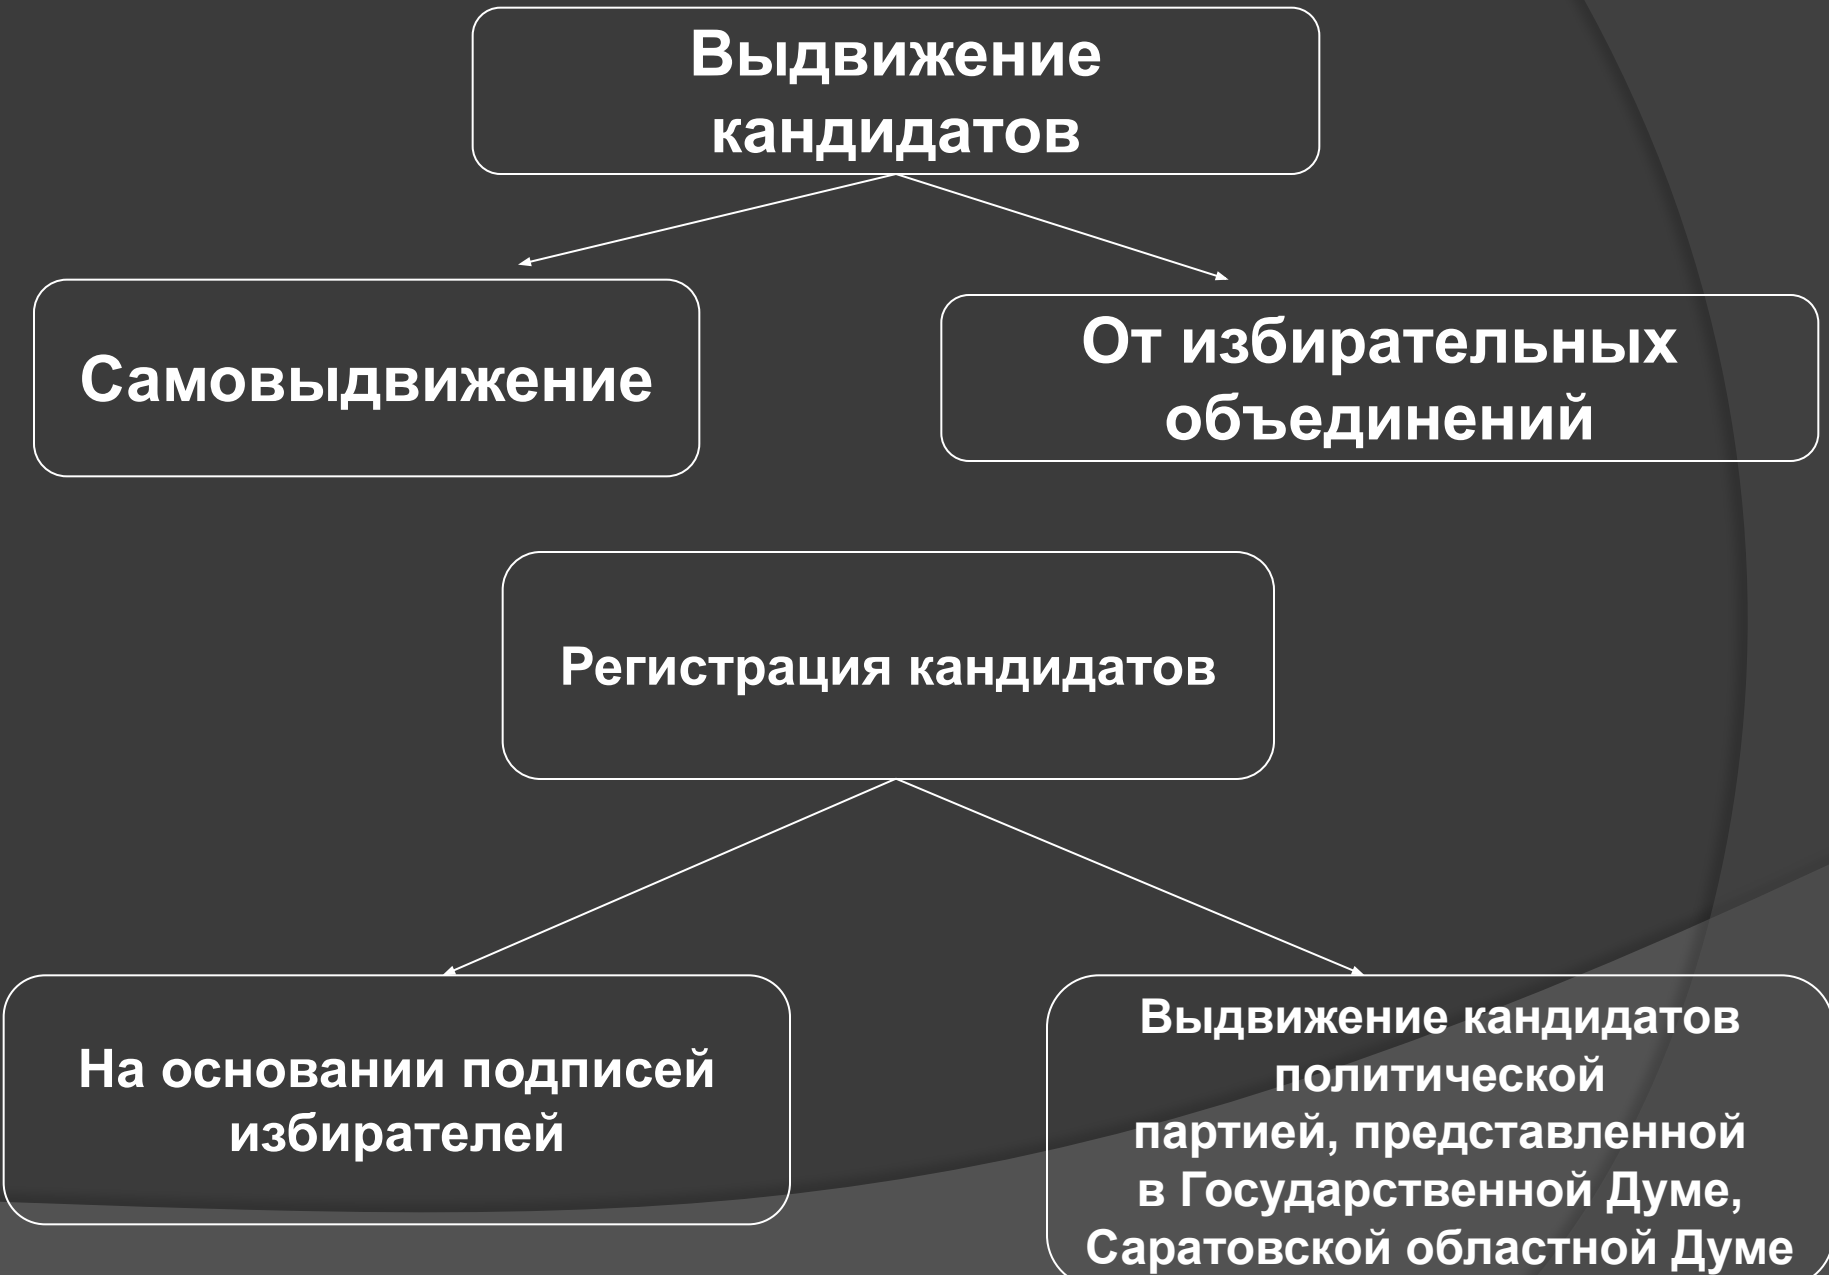 Выдвижение
кандидатов
Самовыдвижение
От избирательных
объединений
Регистрация кандидатов
На основании подписей
избирателей
Выдвижение кандидатов
политической
партией, представленной
в Государственной Думе,
Саратовской областной Думе